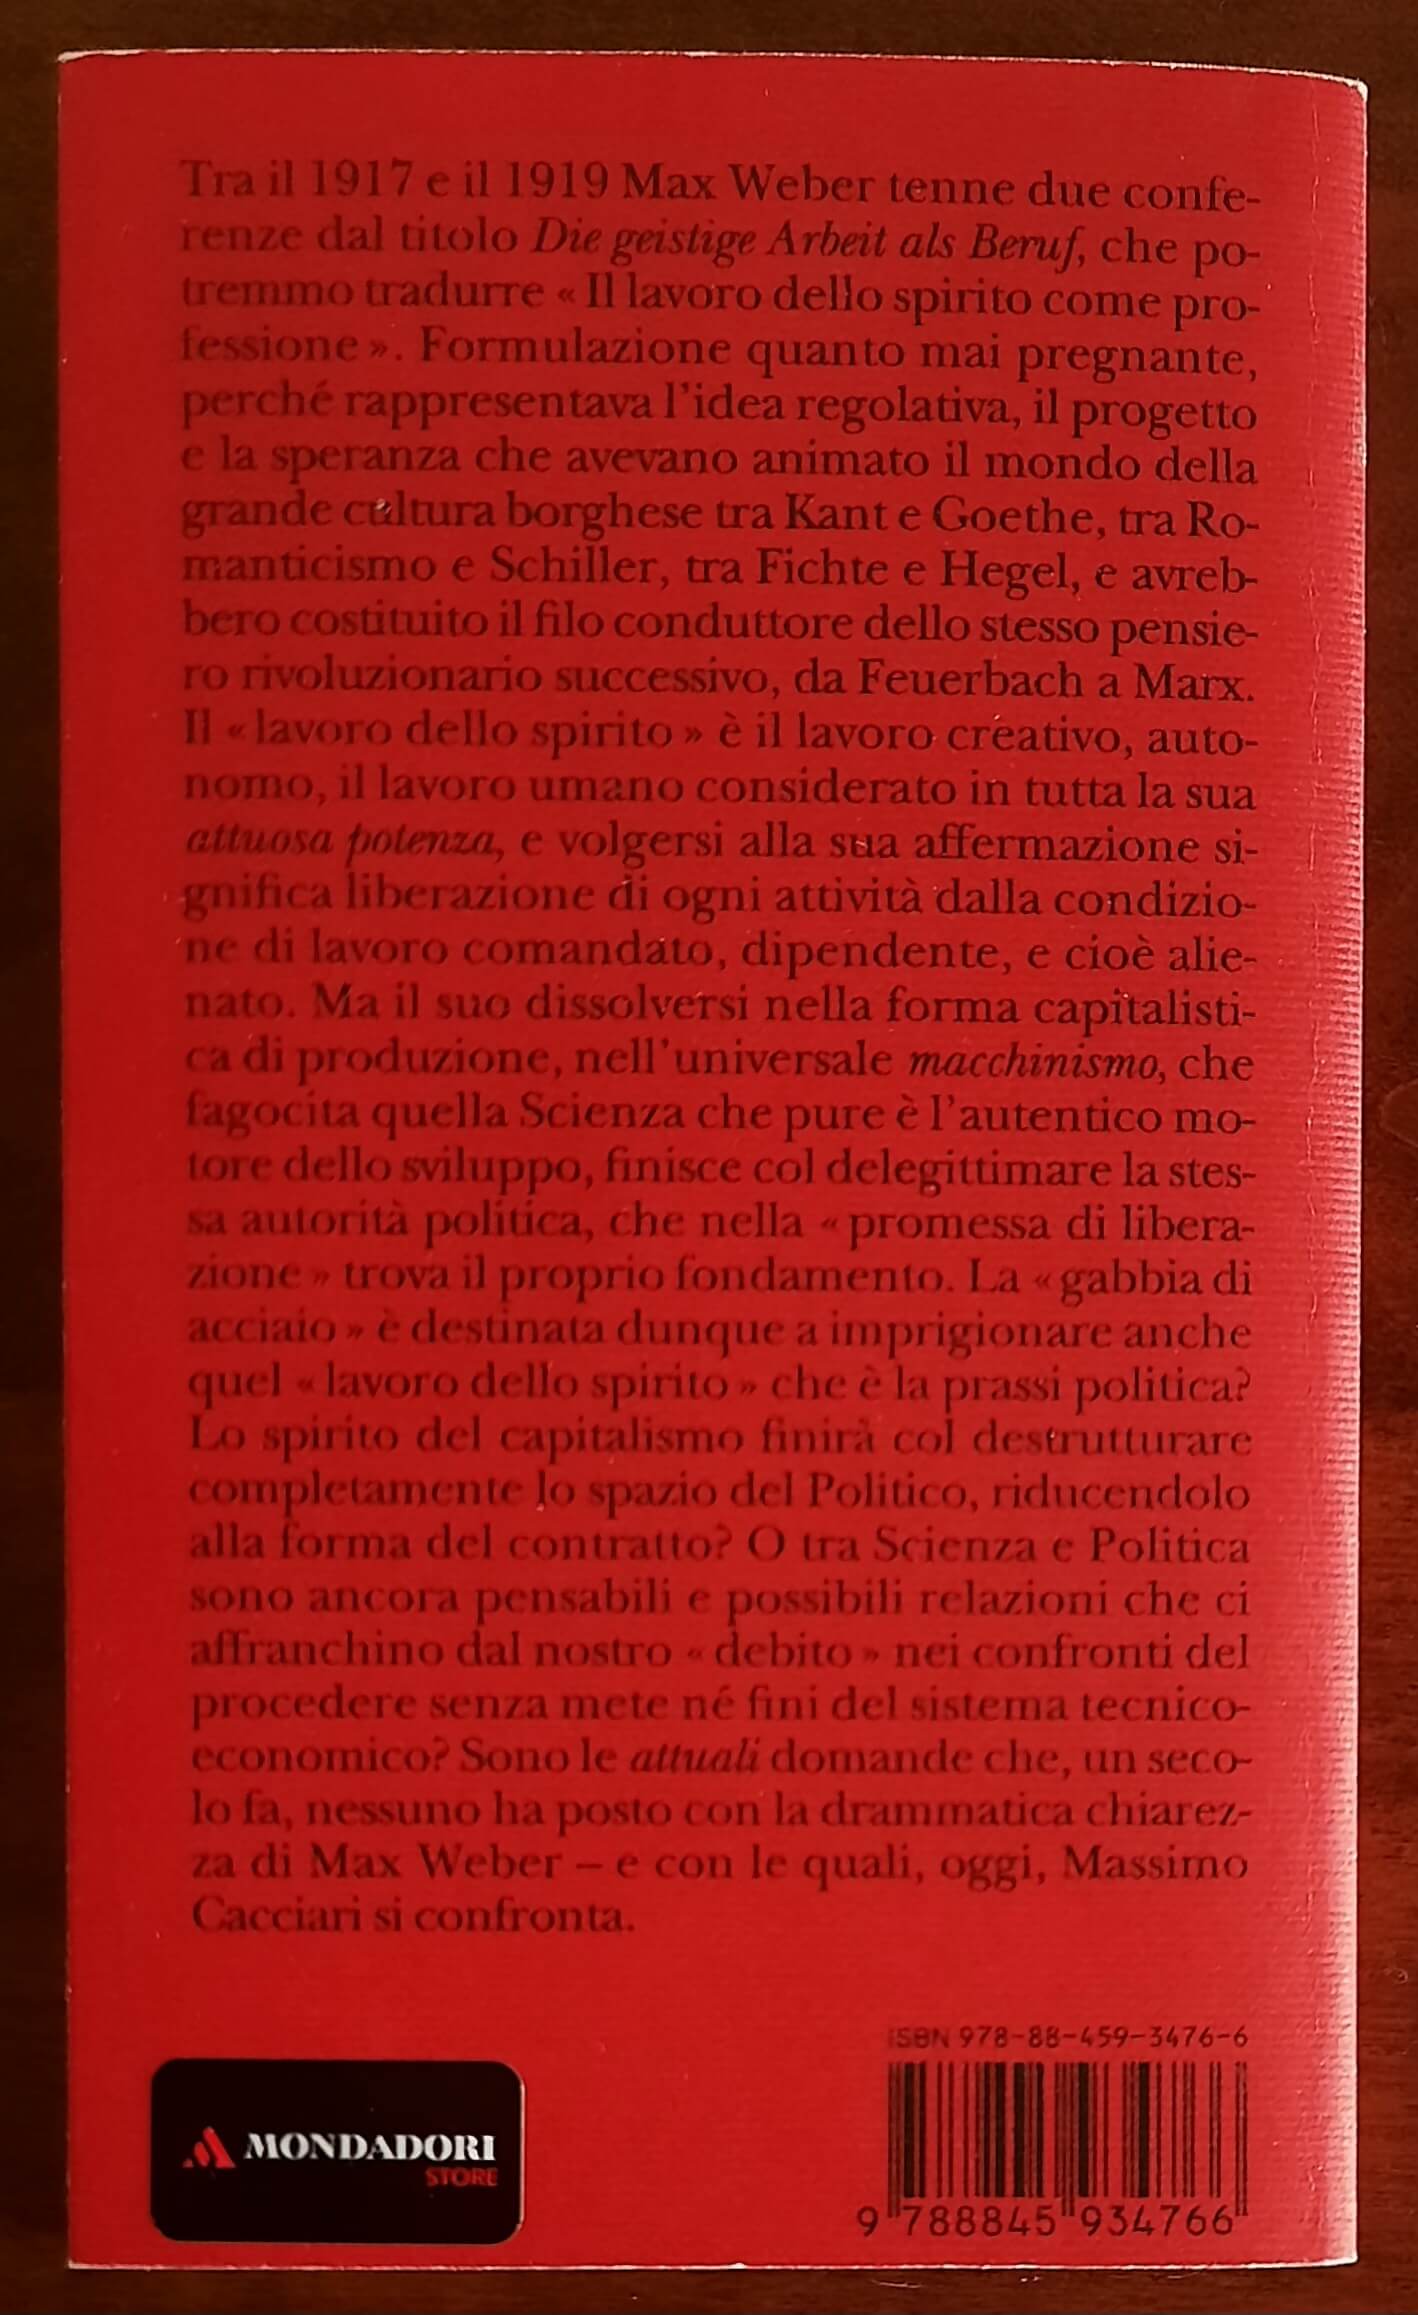 Tra il 1917 e il 1919 Max Weber tenne due confe-
renze dal titolo Die geistige Arbeit als Beruf, che po-
tremmo tradurre « Il lavoro dello spirito come pro-
fessione ». Formulazione quanto mai pregnante,
perché rappresentava l'idea regolativa, il progetto
e la speranza che avevano animato il mondo della
grande cultura borghese tra Kant e Goethe, tra Ro-
manticismo e Schiller, tra Fichte e Hegel, e avreb-
bero costituito il filo conduttore dello stesso pensie-
ro rivoluzionario successivo, da Feuerbach a Marx.
Il « lavoro dello spirito » è il lavoro creativo, auto-
nomo, il lavoro umano considerato in tutta la sua
attuosa potenza, e volgersi alla sua affermazione si-
gnifica liberazione di ogni attività dalla condizio-
ne di lavoro comandato, dipendente, e cioè alie-
nato. Ma il suo dissolversi nella forma capitalisti-
ca di produzione, nell'universale macchinismo, che
fagocita quella Scienza che pure è l'autentico mo-
tore dello sviluppo, finisce col delegittimare la stes-
sa autorità politica, che nella « promessa di libera-
zione » trova il proprio fondamento. La « gabbia di
acciaio » è destinata dunque a imprigionare anche
quel « lavoro dello spirito » che è la prassi politica?
Lo spirito del capitalismo finirà col destrutturare
completamente lo spazio del Politico, riducendolo
alla forma del contratto? O tra Scienza e Politica
sono ancora pensabili e possibili relazioni che ci
affranchino dal nostro « debito » nei confronti del
procedere senza mete né fini del sistema tecnico-
economico? Sono le attuali domande che, un seco-
lo fa, nessuno ha posto con la drammatica chiarez-
za di Max Weber – e con le quali, oggi, Massimo
Cacciari si confronta.
ISBN 978-88-459-3476-6
MONDADORI
STORE
9 788845 934766